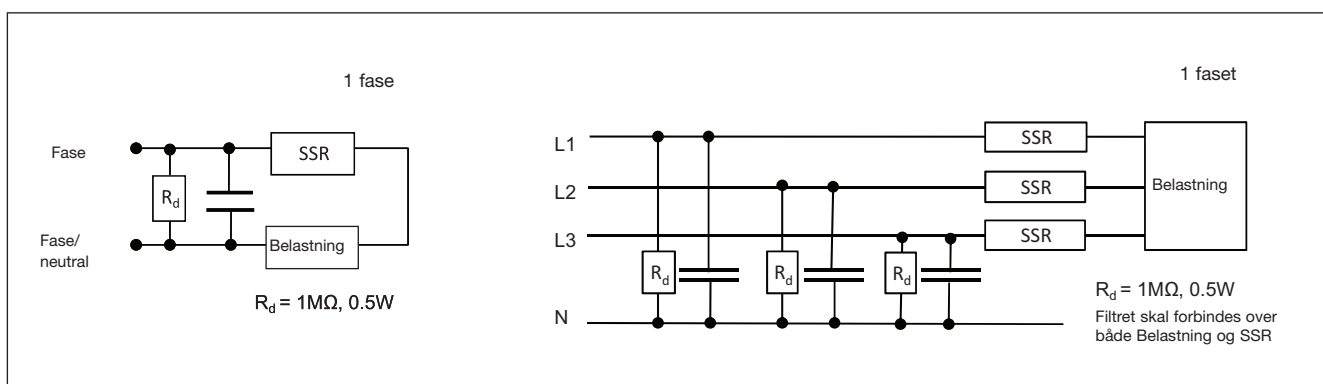 1 fase
Fase
SSR
Rd
Fase/
neutral
Belastning
Rd = 1MΩ, 0.5W
1 faset
L1
SSR
L2
SSR
Belastning
L3
SSR
Rd
Rd
Rd
N
Rd = 1MΩ, 0.5W
Filtret skal forbindes over
både Belastning og SSR